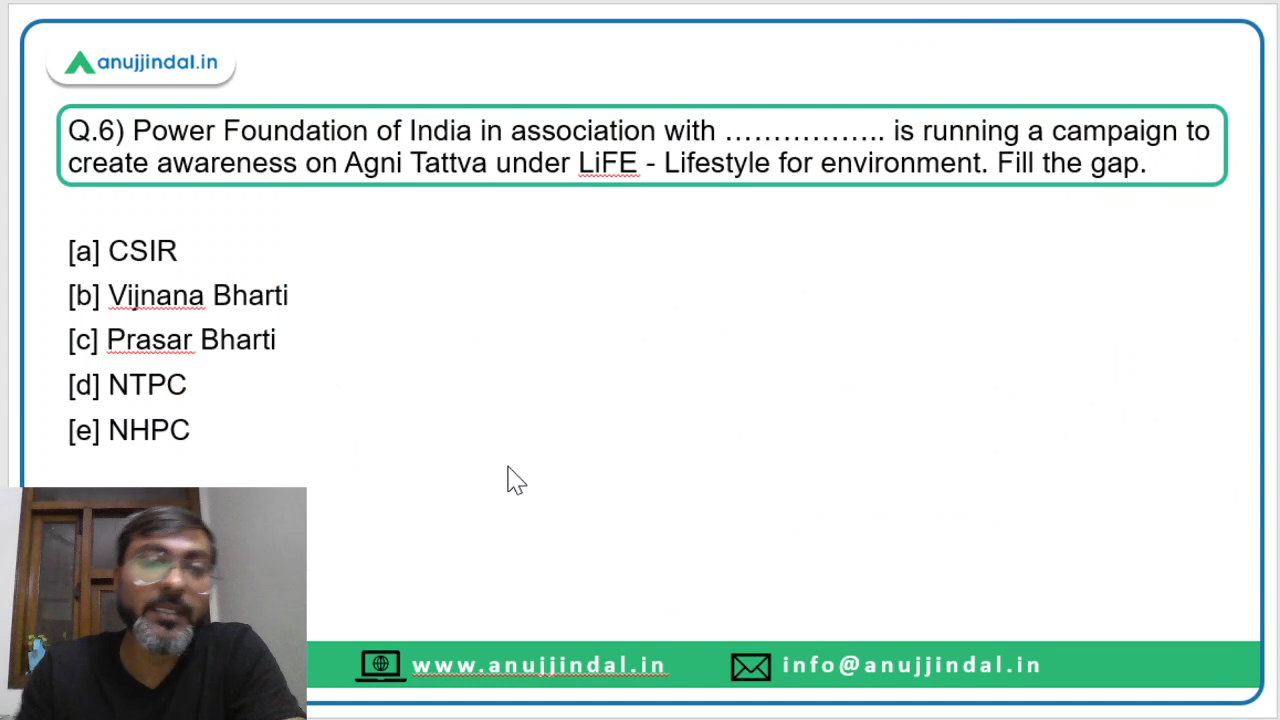 anujjindal.in
Q.6) Power Foundation of India in association with …………….. is running a campaign to
create awareness on Agni Tattva under LiFE - Lifestyle for environment. Fill the gap.
[a] CSIR
[b] Vijnana Bharti
[c] Prasar Bharti
[d] NTPC
[e] NHPC
www.anujjindal.in
info@anujjindal.in